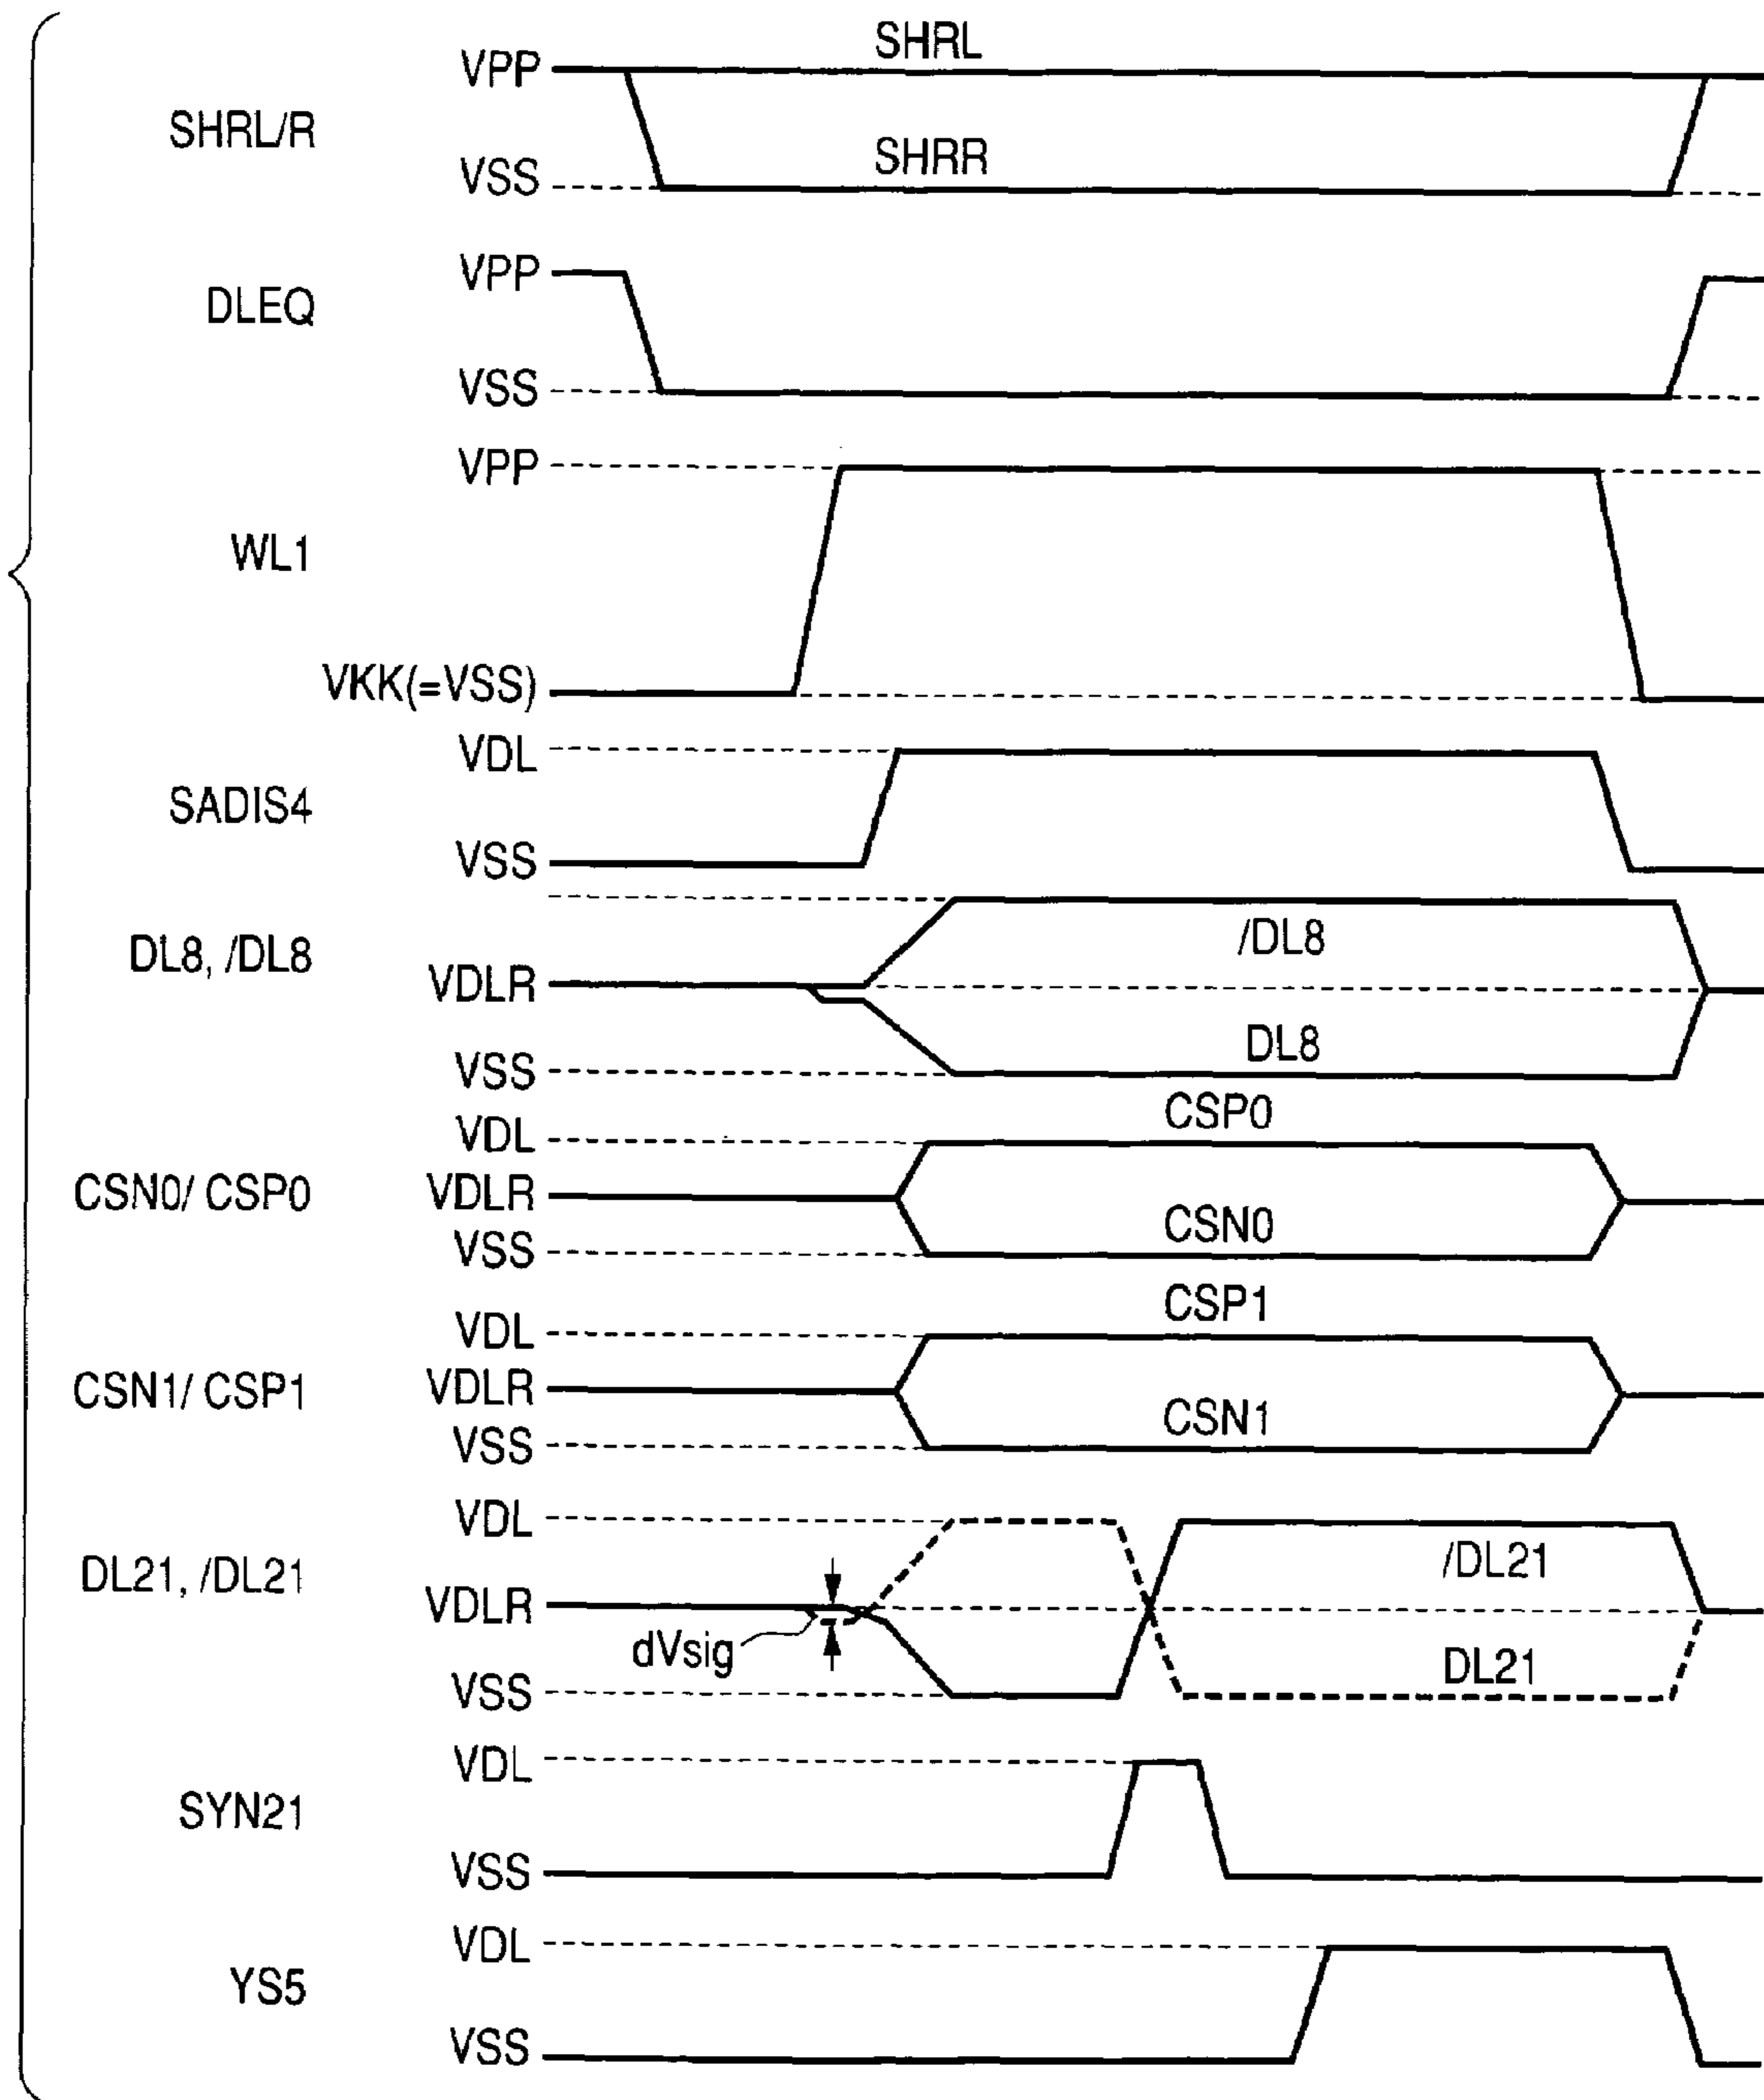 SHRL/R
VPP
SHRL
VSS
SHRR
DLEQ
VPP
VSS
WL1
VPP
VKK(=VSS)
SADIS4
VDL
VSS
DL8, /DL8
/DL8
VDLR
DL8
VSS
CSN0/ CSP0
CSP0
VDL
VDLR
CSN0
VSS
CSN1/ CSP1
CSP1
VDL
VDLR
CSN1
VSS
DL21, /DL21
VDL
/DL21
VDLR
dVsig
DL21
VSS
SYN21
VDL
VSS
YS5
VDL
VSS